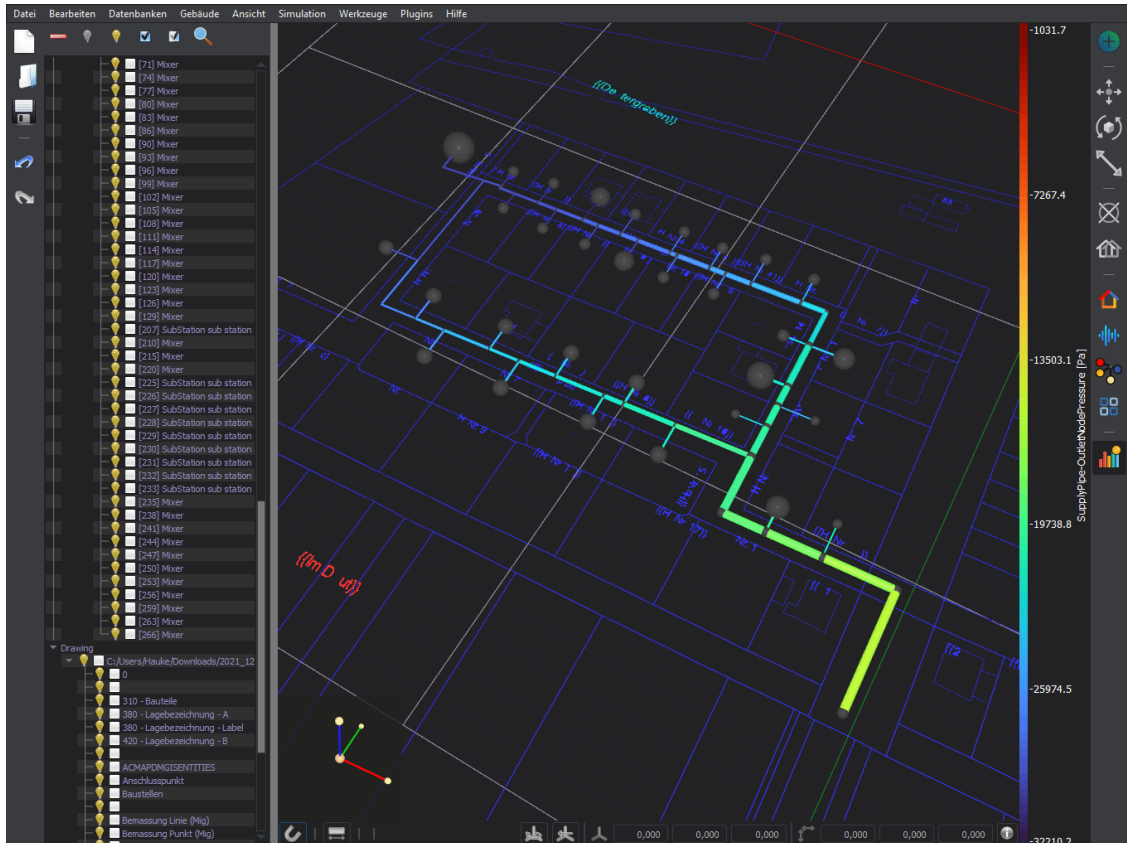 Datei Bearbeiten Datenbanken Gebäude Ansicht Simulation Werkzeuge Plugins Hilfe
[71] Mixer
[74] Mixer
[77] Mixer
[80] Mixer
[83] Mixer
[86] Mixer
[90] Mixer
[93] Mixer
[96] Mixer
[99] Mixer
[102] Mixer
[105] Mixer
[108] Mixer
[111] Mixer
[114] Mixer
[117] Mixer
[120] Mixer
[123] Mixer
[126] Mixer
[129] Mixer
[207] SubStation sub station
[210] Mixer
[215] Mixer
[220] Mixer
[225] SubStation sub station
[226] SubStation sub station
[227] SubStation sub station
[228] SubStation sub station
[229] SubStation sub station
[230] SubStation sub station
[231] SubStation sub station
[232] SubStation sub station
[233] SubStation sub station
[235] Mixer
[238] Mixer
[241] Mixer
[244] Mixer
[247] Mixer
[250] Mixer
[253] Mixer
[256] Mixer
[259] Mixer
[263] Mixer
[266] Mixer
Drawing
C:/Users/Hauke/Downloads/2021_12
0
310 - Bauteile
380 - Lagebezeichnung - A
380 - Lagebezeichnung - Label
420 - Lagebezeichnung - B
ACMAPDMGISENTITIES
Anschlusspunkt
Baustellen
Bemassung Linie (Mig)
Bemassung Punkt (Mig)
((De fergraben))
((Im D ut))
Nr. 1
-1031.7
-7267.4
-13503.1
-19738.8
-25974.5
-32210.2
SupplyPipe-OutletNodePressure [Pa]
0,000 0,000 0,000 0,000 0,000 0,000